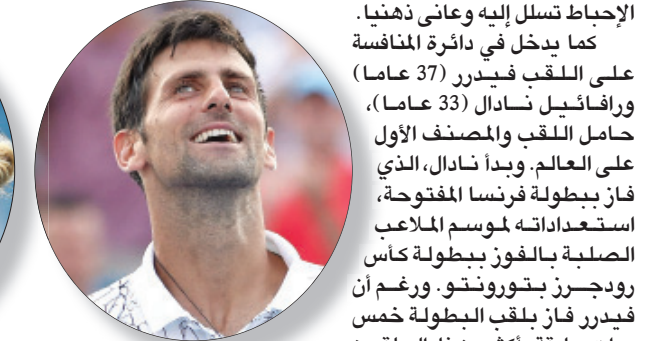 الإحباط تسلل إليه وعانى ذهنيا.
كما يدخل في دائرة المنافسة
على اللقب فيدرر (37 عاما)
ورافائيل نادال (33 عاما)،
حامل اللقب والمصنف الأول
على العالم. وبدأ نادال، الذي
فاز ببطولة فرنسا المفتوحة،
استعداداته لموسم الملاعب
الصلبة بالفوز ببطولة كأس
رودجرز بتورونتو. ورغم أن
فيدرر فاز بلقب البطولة خمس